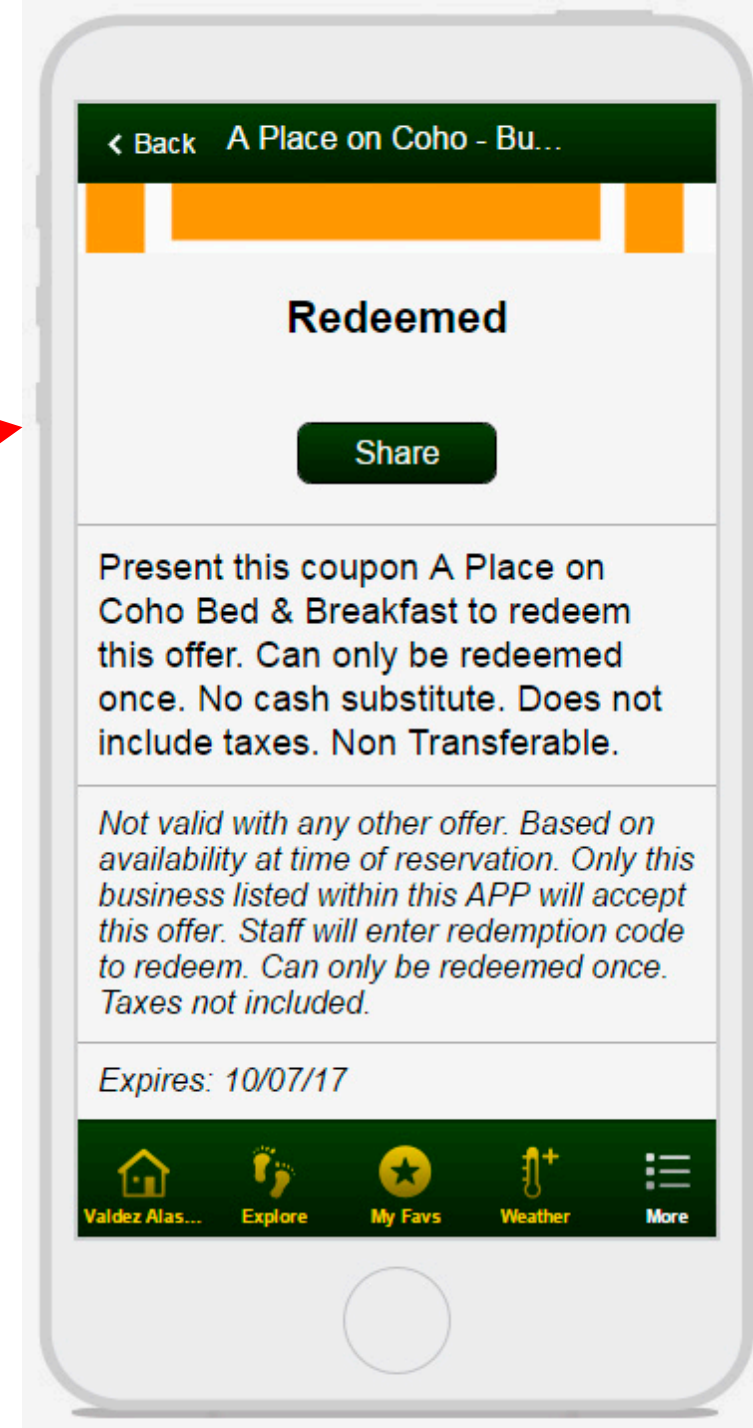 Back A Place on Coho - Bu...
Redeemed
Share
Present this coupon A Place on
Coho Bed & Breakfast to redeem
this offer. Can only be redeemed
once. No cash substitute. Does not
include taxes. Non Transferable.
Not valid with any other offer. Based on
availability at time of reservation. Only this
business listed within this APP will accept
this offer. Staff will enter redemption code
to redeem. Can only be redeemed once.
Taxes not included.
Expires: 10/07/17
Valdez Alas... Explore My Favs Weather More